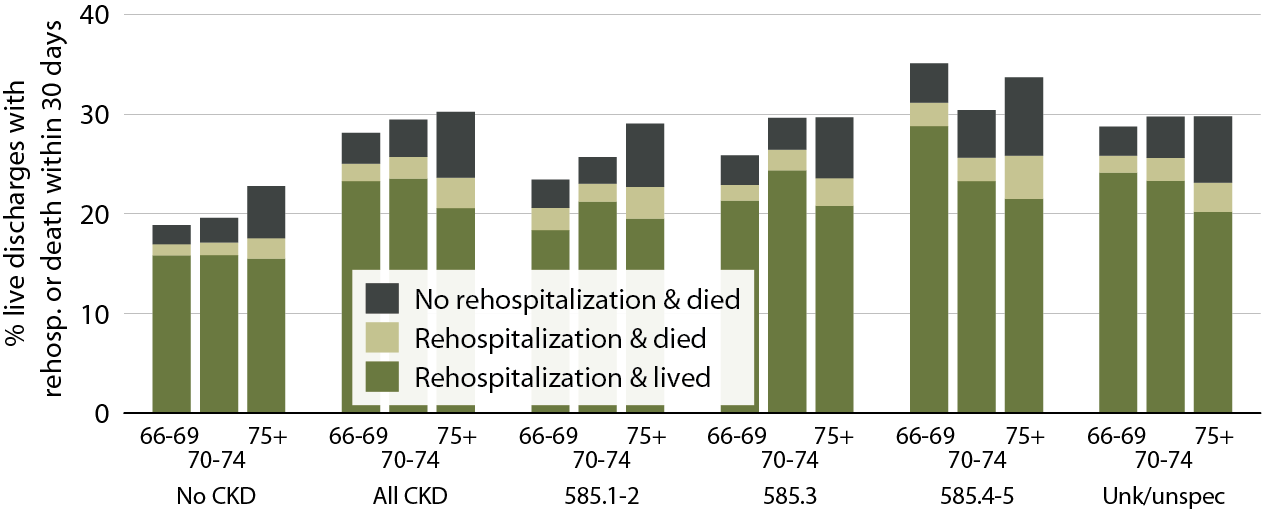 % live discharges with
rehosp. or death within 30 days
40
30
20
10
0
No rehospitalization & died
Rehospitalization & died
Rehospitalization & lived
66-69 75+ 66-69 75+ 66-69 75+ 66-69 75+ 66-69 75+ 66-69 75+
70-74 70-74 70-74 70-74 70-74 70-74
No CKD All CKD 585.1-2 585.3 585.4-5 Unk/unspec